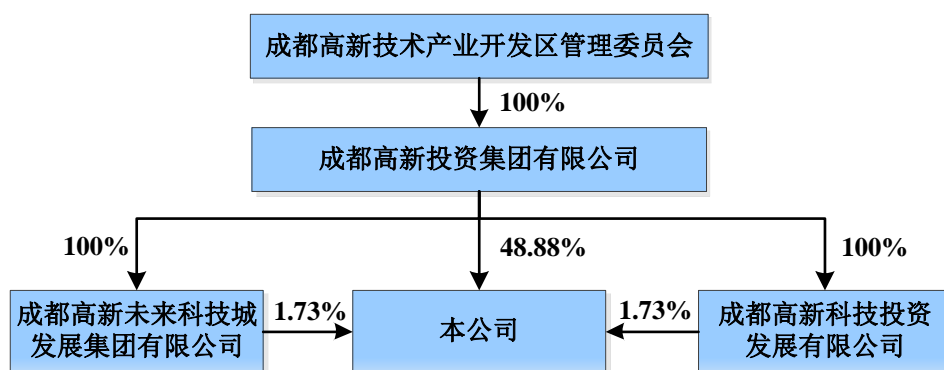 成都高新技术产业开发区管理委员会
100%
成都高新投资集团有限公司
100%
48.88%
100%
成都高新未来科技城
发展集团有限公司
1.73%
本公司
1.73%
成都高新科技投资
发展有限公司